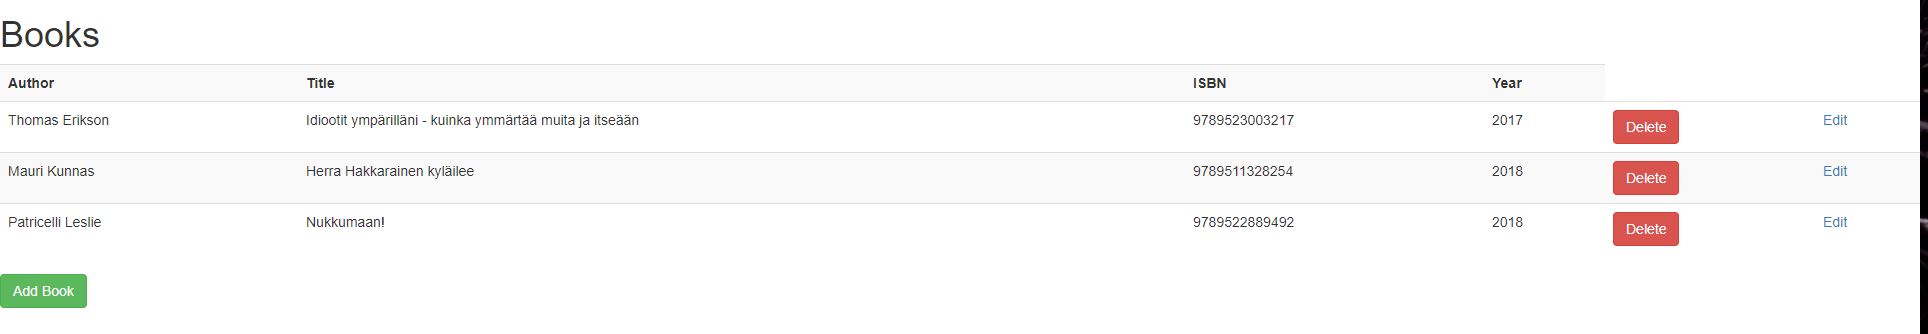 Books
Author Title ISBN Year
Thomas Erikson Idiootit ympärilläni - kuinka ymmärtää muita ja itseään 9789523003217 2017 Delete Edit
Mauri Kunnas Herra Hakkarainen kyläilee 9789511328254 2018 Delete Edit
Patricelli Leslie Nukkumaan! 9789522889492 2018 Delete Edit
Add Book